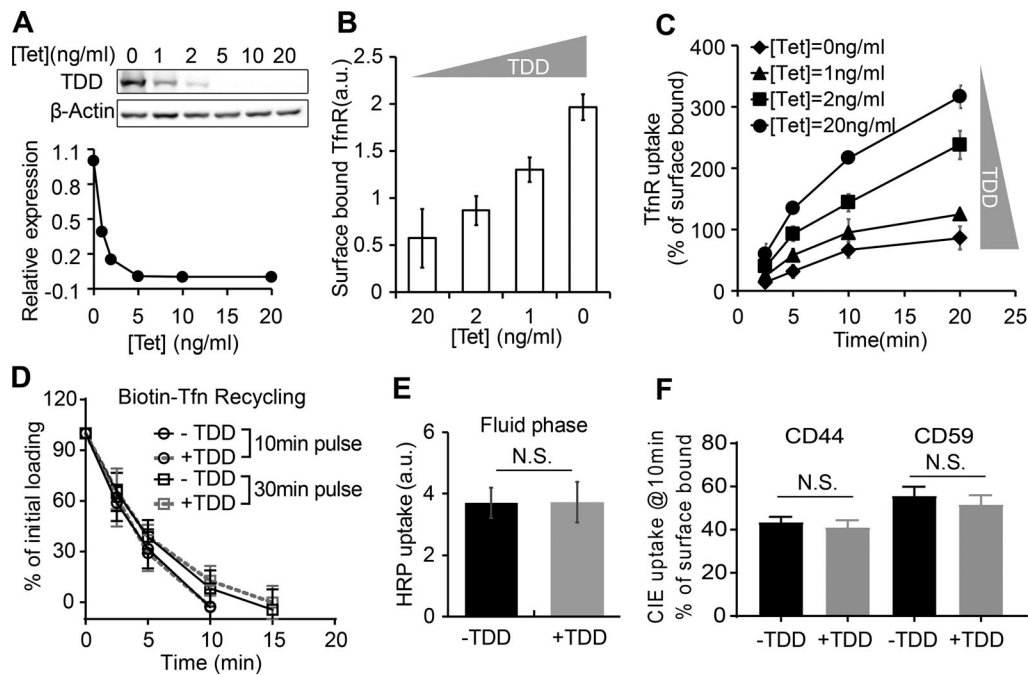 A
[Tet](ng/ml) 0 1 2 5 10 20
TDD
β-Actin
1.1
0.8
0.5
0.2
-0.1
Relative expression
0 5 10 15 20
[Tet] (ng/ml)
B
2.5
2
1.5
1
0.5
0
Surface bound TfnR(a.u.)
TDD
20 2 1 0
[Tet] (ng/ml)
C
400
300
200
100
0
TfnR uptake
(% of surface bound)
[Tet]=0ng/ml
[Tet]=1ng/ml
[Tet]=2ng/ml
[Tet]=20ng/ml
TDD
0 5 10 15 20 25
Time(min)
D
Biotin-Tfn Recycling
120
90
60
30
0
% of initial loading
- TDD
+TDD
10min pulse
- TDD
+TDD
30min pulse
0 5 10 15 20
Time (min)
E
Fluid phase
N.S.
6
4
2
0
HRP uptake (a.u.)
-TDD +TDD
F
CD44 CD59
N.S. N.S.
80
60
40
20
0
CIE uptake @10min
% of surface bound
-TDD +TDD -TDD +TDD